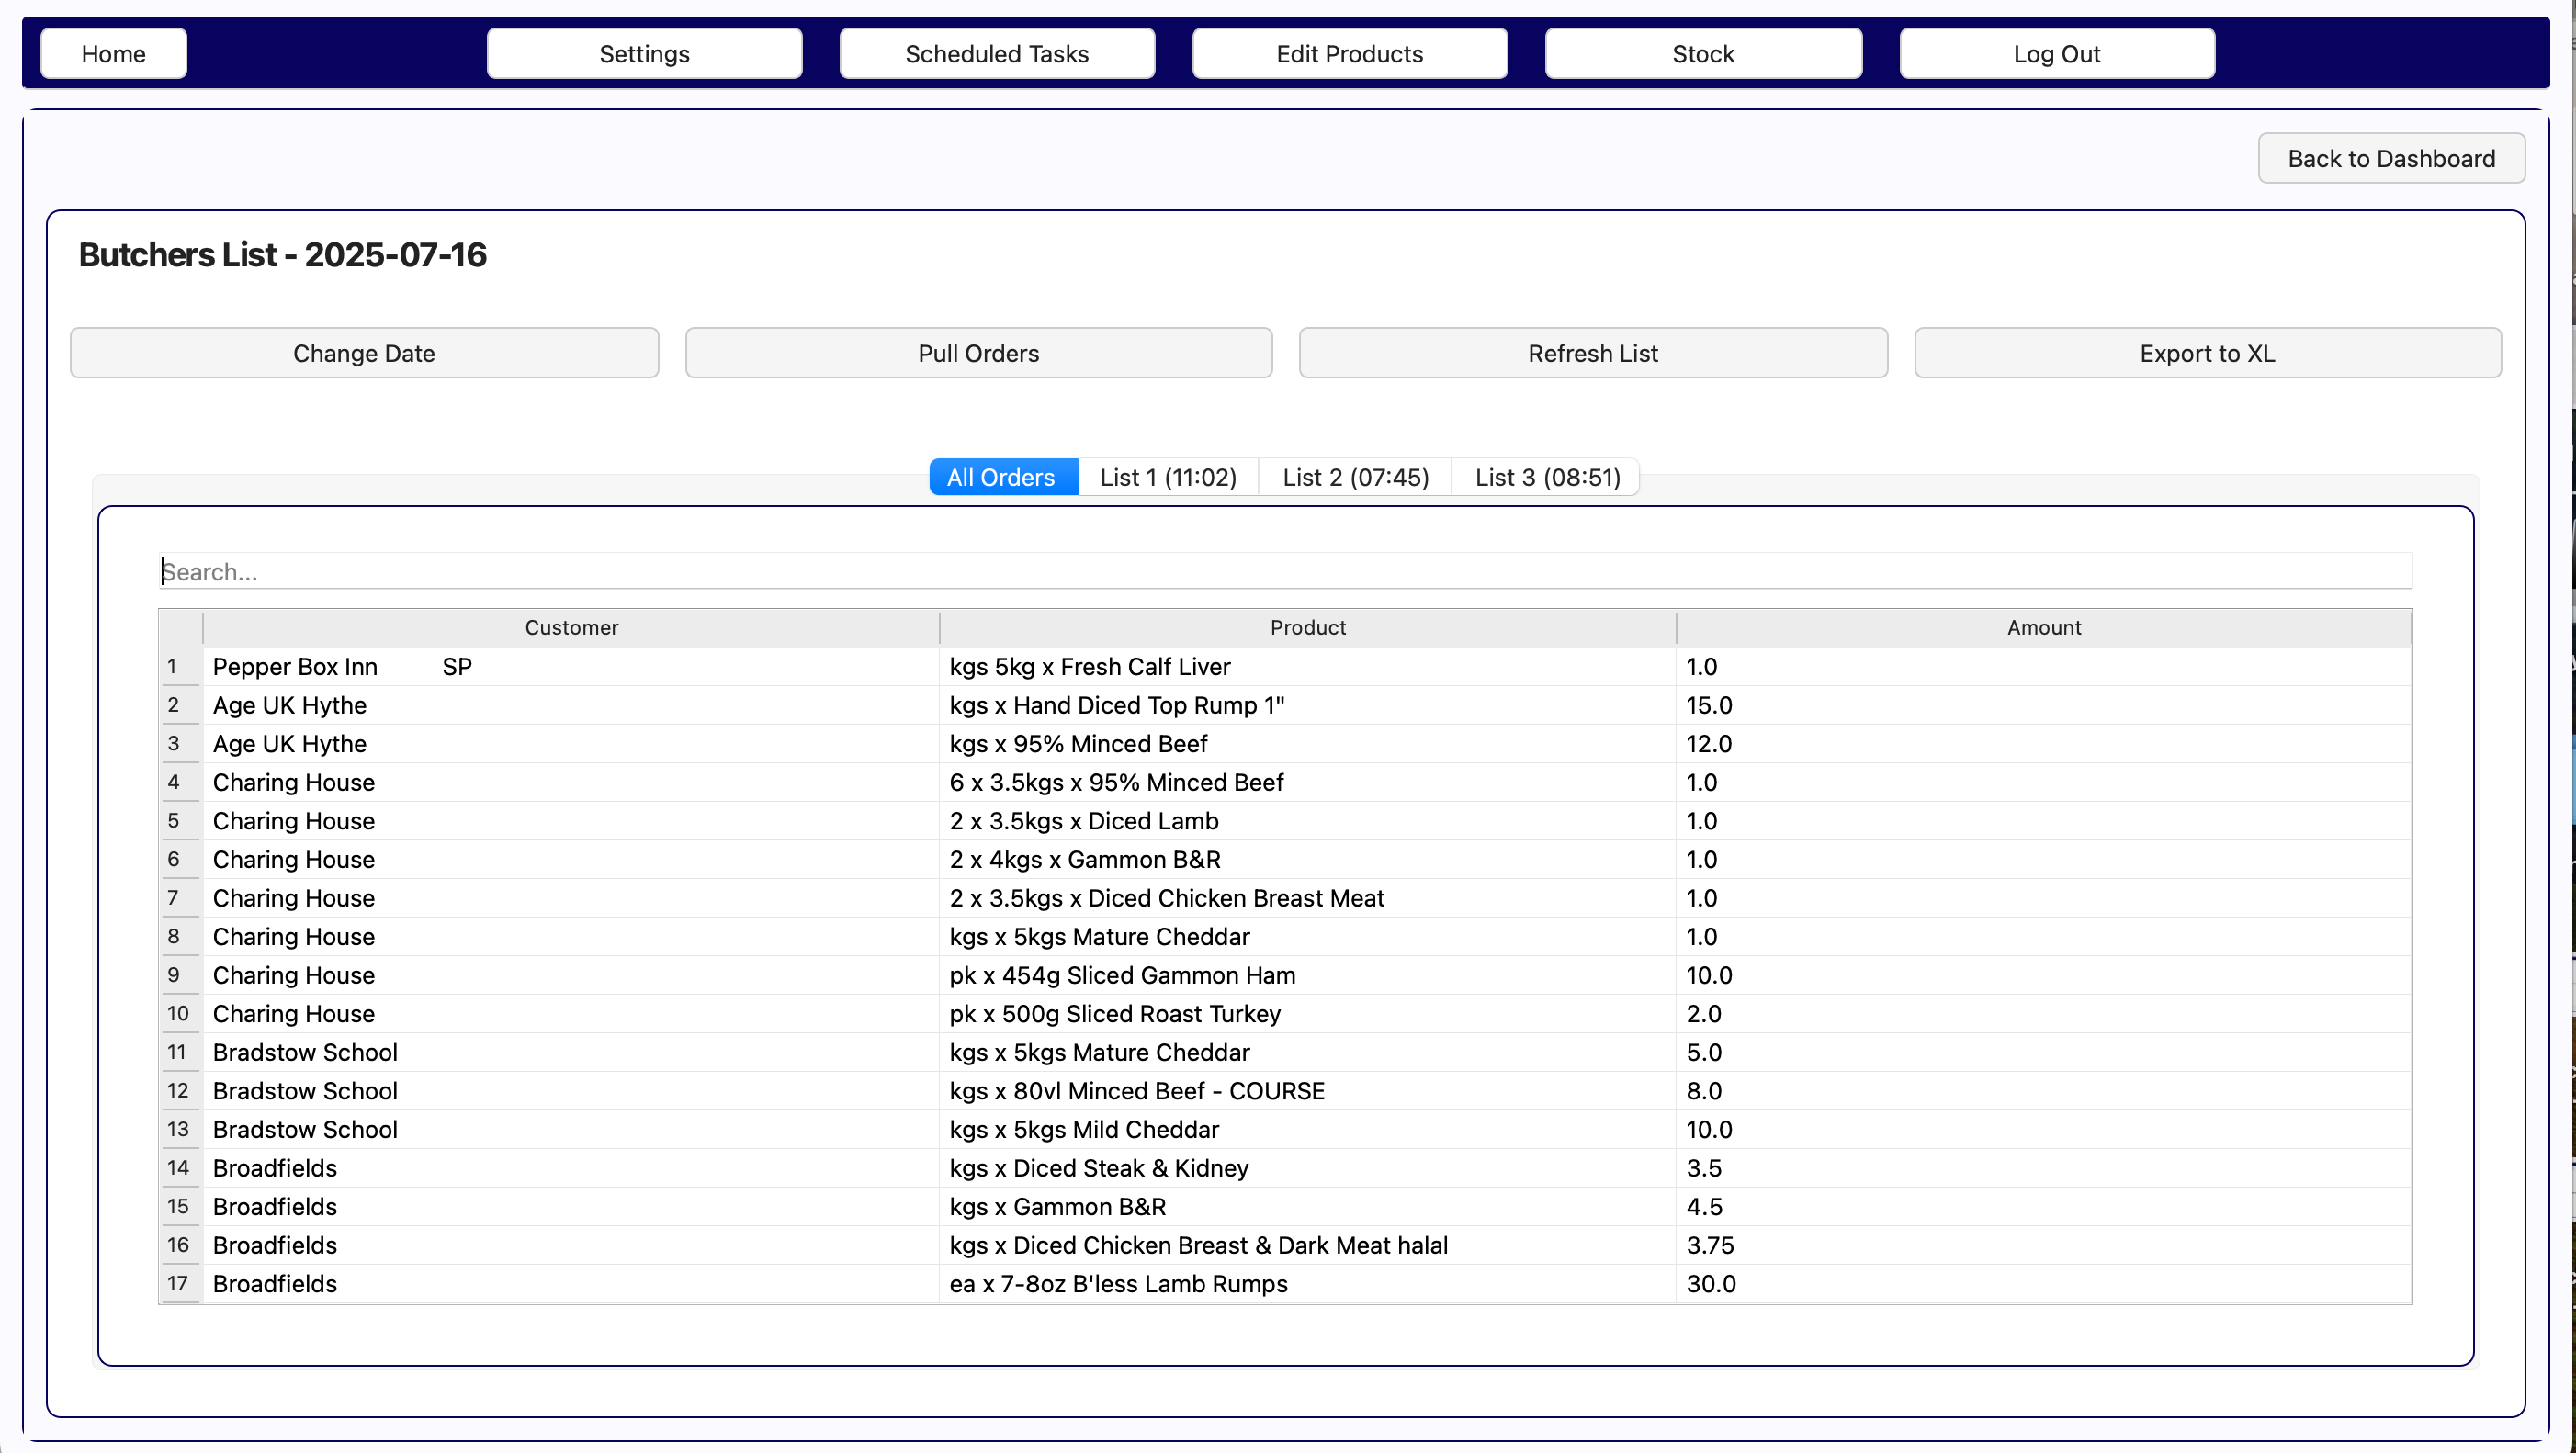 Home Settings Scheduled Tasks Edit Products Stock Log Out
Back to Dashboard
Butchers List - 2025-07-16
Change Date Pull Orders Refresh List Export to XL
All Orders List 1 (11:02) List 2 (07:45) List 3 (08:51)
Search...
Customer Product Amount
1 Pepper Box Inn SP kgs 5kg x Fresh Calf Liver 1.0
2 Age UK Hythe kgs x Hand Diced Top Rump 1" 15.0
3 Age UK Hythe kgs x 95% Minced Beef 12.0
4 Charing House 6 x 3.5kgs x 95% Minced Beef 1.0
5 Charing House 2 x 3.5kgs x Diced Lamb 1.0
6 Charing House 2 x 4kgs x Gammon B&R 1.0
7 Charing House 2 x 3.5kgs x Diced Chicken Breast Meat 1.0
8 Charing House kgs x 5kgs Mature Cheddar 1.0
9 Charing House pk x 454g Sliced Gammon Ham 10.0
10 Charing House pk x 500g Sliced Roast Turkey 2.0
11 Bradstow School kgs x 5kgs Mature Cheddar 5.0
12 Bradstow School kgs x 80vl Minced Beef - COURSE 8.0
13 Bradstow School kgs x 5kgs Mild Cheddar 10.0
14 Broadfields kgs x Diced Steak & Kidney 3.5
15 Broadfields kgs x Gammon B&R 4.5
16 Broadfields kgs x Diced Chicken Breast & Dark Meat halal 3.75
17 Broadfields ea x 7-8oz B'less Lamb Rumps 30.0